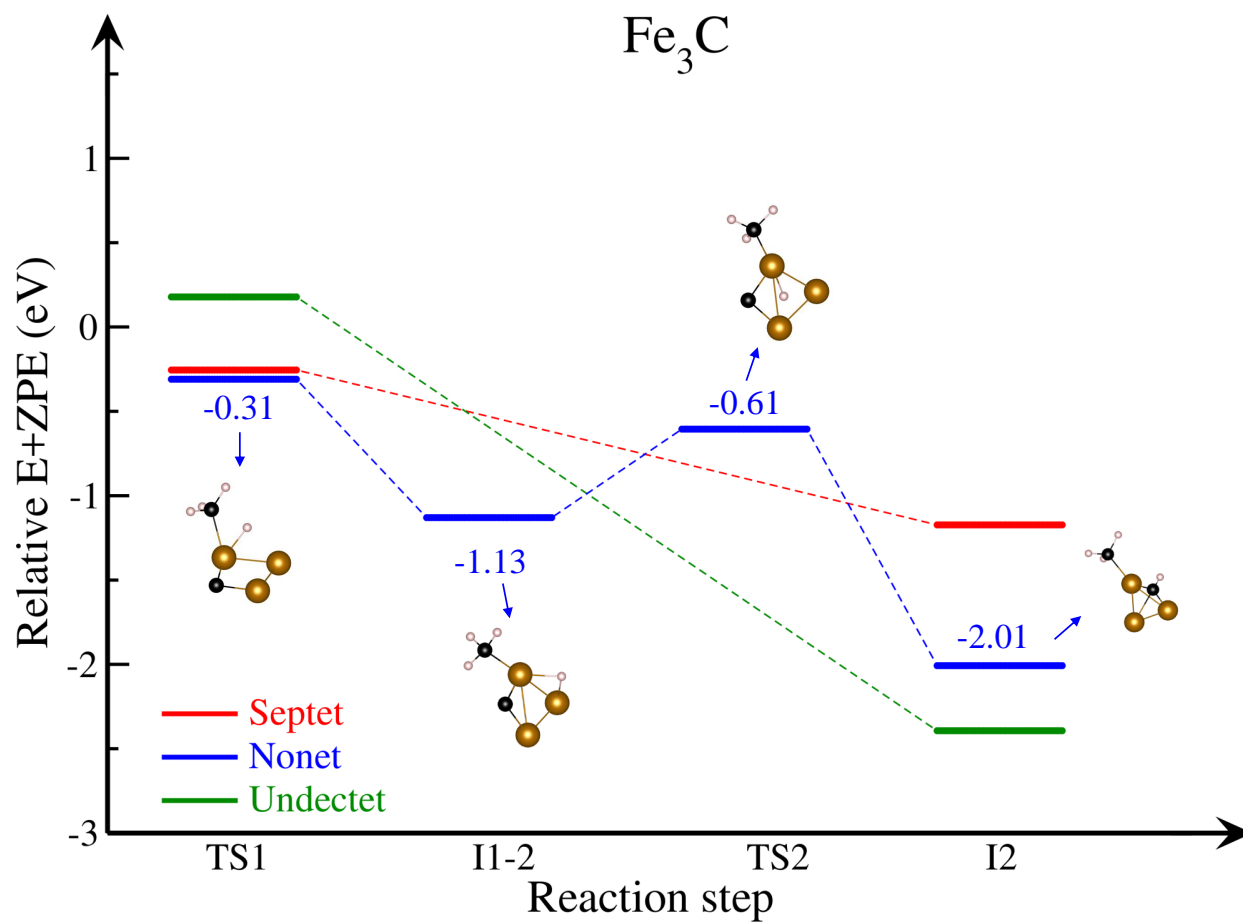 Fe3C
Relative E+ZPE (eV)
1
0
-1
-2
-3
-0.31
-1.13
-0.61
-2.01
Septet
Nonet
Undectet
TS1
I1-2
TS2
I2
Reaction step